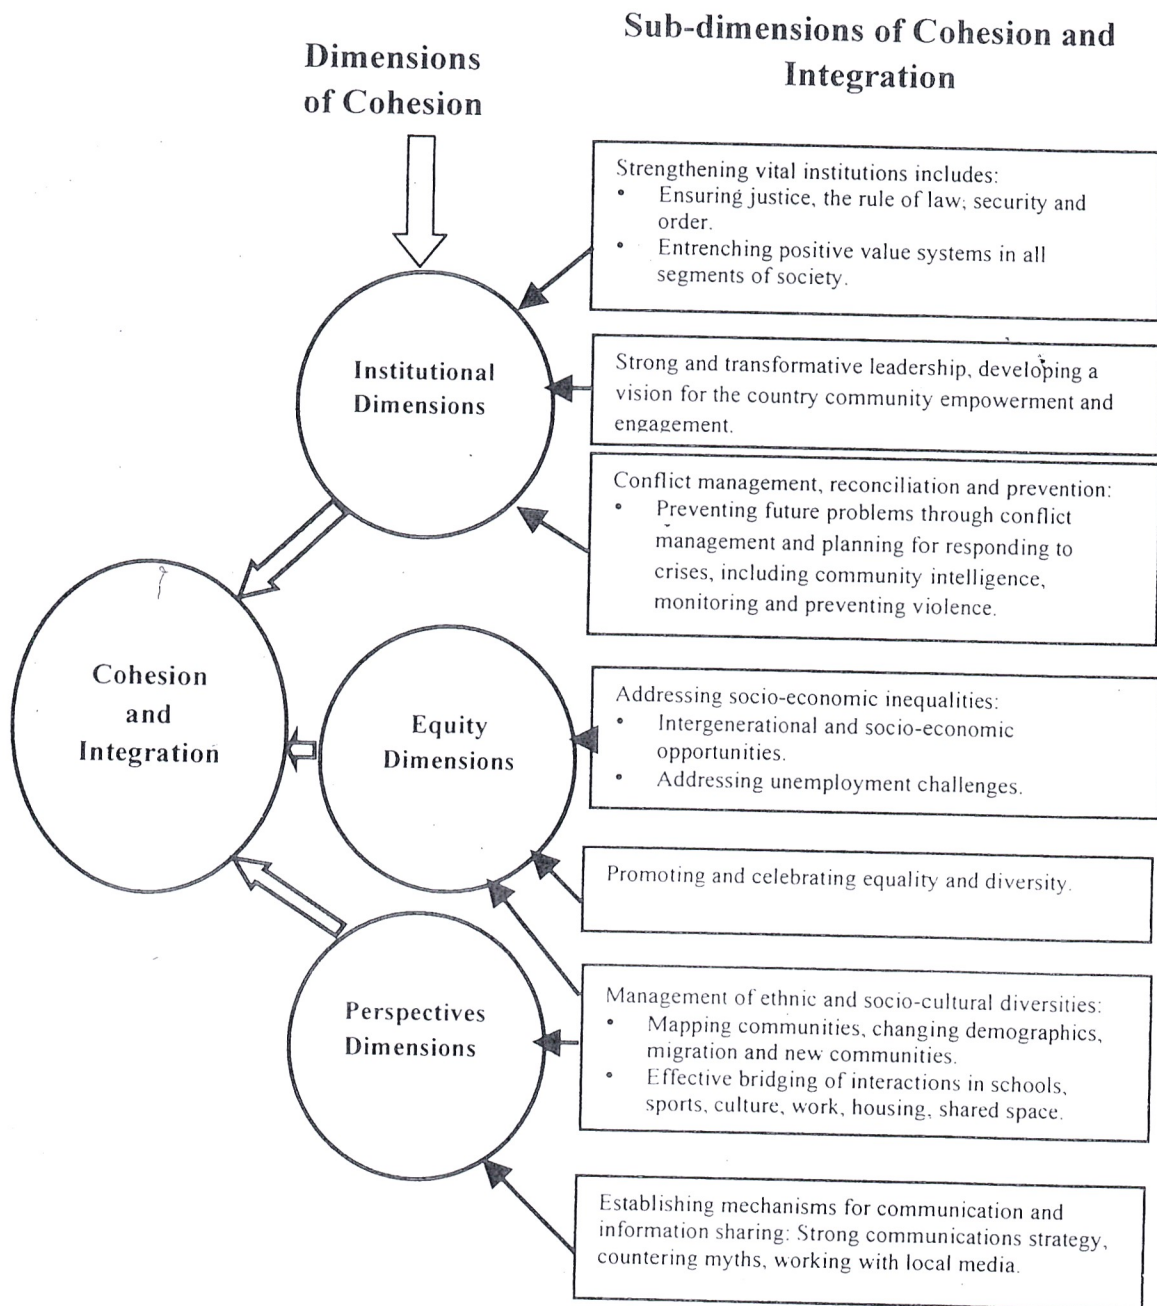 Sub-dimensions of Cohesion and
Integration
Dimensions
of Cohesion
Strengthening vital institutions includes:
• Ensuring justice, the rule of law; security and
order.
• Entrenching positive value systems in all
segments of society.
Institutional
Dimensions
Strong and transformative leadership, developing a
vision for the country community empowerment and
engagement.
Conflict management, reconciliation and prevention:
• Preventing future problems through conflict
management and planning for responding to
crises, including community intelligence,
monitoring and preventing violence.
Cohesion
and
Integration
Equity
Dimensions
Addressing socio-economic inequalities:
• Intergenerational and socio-economic
opportunities.
• Addressing unemployment challenges.
Promoting and celebrating equality and diversity.
Perspectives
Dimensions
Management of ethnic and socio-cultural diversities:
• Mapping communities, changing demographics,
migration and new communities.
• Effective bridging of interactions in schools,
sports, culture, work, housing, shared space.
Establishing mechanisms for communication and
information sharing: Strong communications strategy,
countering myths, working with local media.